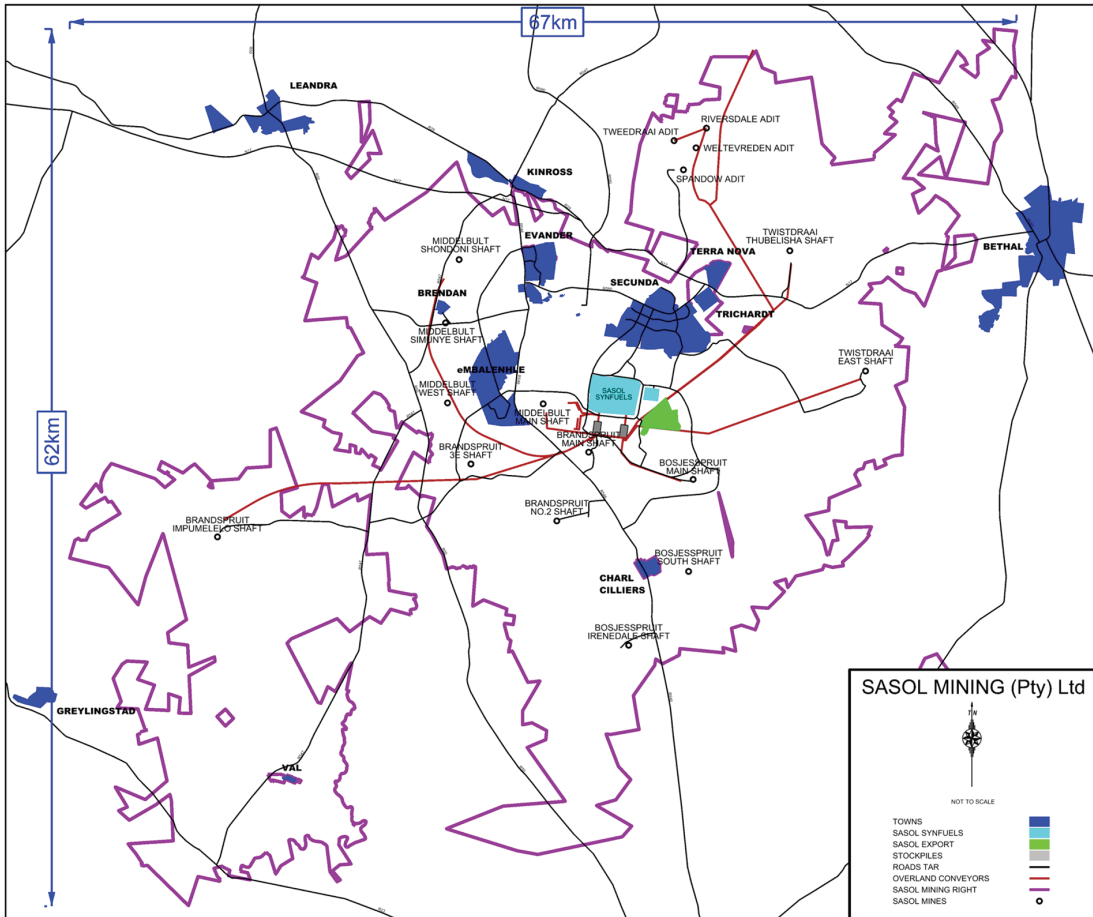 67km
62km
LEANDRA
RIVERSDALE ADIT
TWEEDRAAI ADIT
WELTEVREDEN ADIT
KINROSS
SPANDOW ADIT
EVANDER
MIDDELBULT
SHONDONI SHAFT
TERRA NOVA
TWISTDRAAI
THUBELISHA SHAFT
BETHAL
SECUNDA
BRENDAN
TRICHARDT
MIDDELBULT
SIMUNYE SHAFT
TWISTDRAAI
EAST SHAFT
eMBALENHLE
SASOL
SYNFUELS
MIDDELBULT
WEST SHAFT
MIDDELBULT
MAIN SHAFT
BRANDSPRUIT
MAIN SHAFT
BRANDSPRUIT
3E SHAFT
BOSJESSPRUIT
MAIN SHAFT
BRANDSPRUIT
NO.2 SHAFT
BRANDSPRUIT
IMPUMELELO SHAFT
BOSJESSPRUIT
SOUTH SHAFT
CHARL
CILLIERS
BOSJESSPRUIT
IRENEDALE SHAFT
GREYLINGSTAD
VAL
SASOL MINING (Pty) Ltd
T N
NOT TO SCALE
TOWNS
SASOL SYNFUELS
SASOL EXPORT
STOCKPILES
ROADS TAR
OVERLAND CONVEYORS
SASOL MINING RIGHT
SASOL MINES